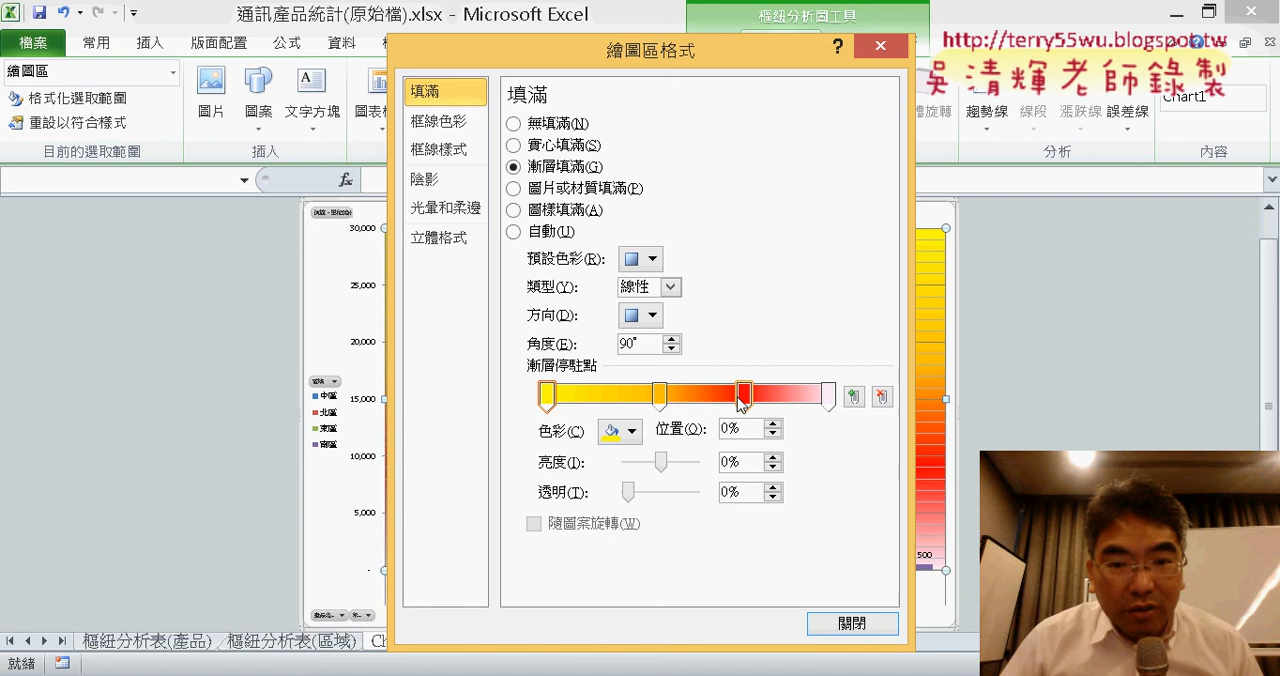 通訊產品統計(原始檔).xlsx - Microsoft Excel
樞紐分析圖工具
檔案
常用
插入
版面配置
公式
資料
http://terry55wu.blogspot.tw
吳清輝老師錄製
繪圖區
格式化選取範圍
重設以符合樣式
目前的選取範圍
圖片
圖案
文字方塊
插入
趨勢線
線段
漲跌線
誤差線
分析
Chart1
內容
fx
繪圖區格式
?
填滿
框線色彩
框線樣式
陰影
光暈和柔邊
立體格式
填滿
無填滿(N)
實心填滿(S)
漸層填滿(G)
圖片或材質填滿(P)
圖樣填滿(A)
自動(U)
預設色彩(R):
類型(Y):
線性
方向(D):
角度(E):
90°
漸層停駐點
色彩(C)
位置(O):
0%
亮度(I):
0%
透明(T):
0%
隨圖案旋轉(W)
關閉
30,000
25,000
20,000
15,000
10,000
5,000
-
中區
北區
東區
南區
500
樞紐分析表(產品)
樞紐分析表(區域)
就緒